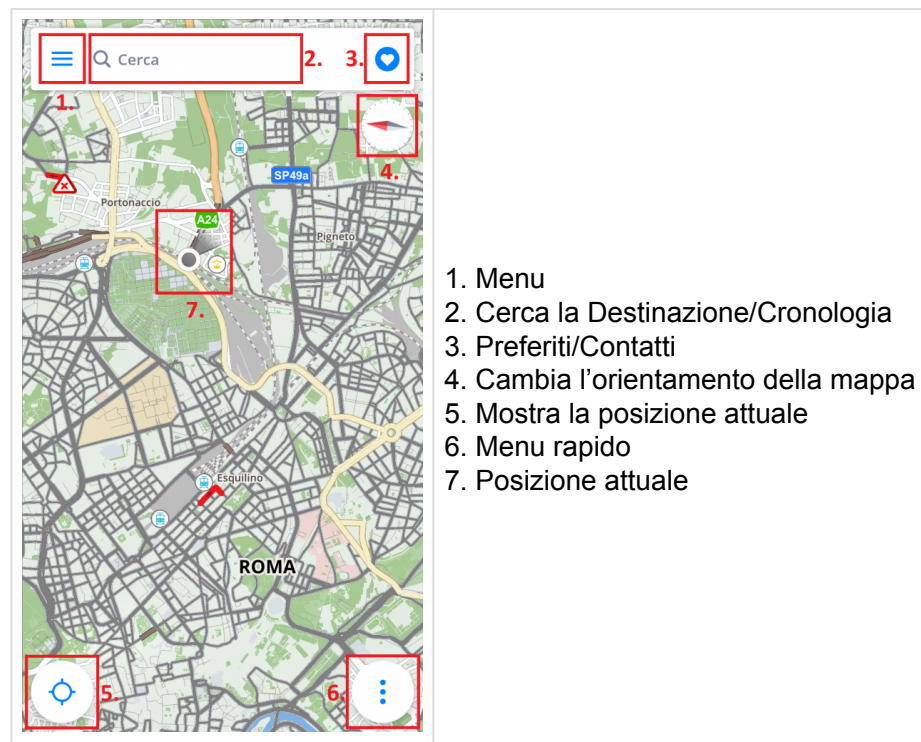 Cerca
2.
3.
1.
4.
SP49a
Portonaccio
A24
Pigneto
7.
Esquilino
ROMA
5.
6.
1. Menu
2. Cerca la Destinazione/Cronologia
3. Preferiti/Contatti
4. Cambia l’orientamento della mappa
5. Mostra la posizione attuale
6. Menu rapido
7. Posizione attuale